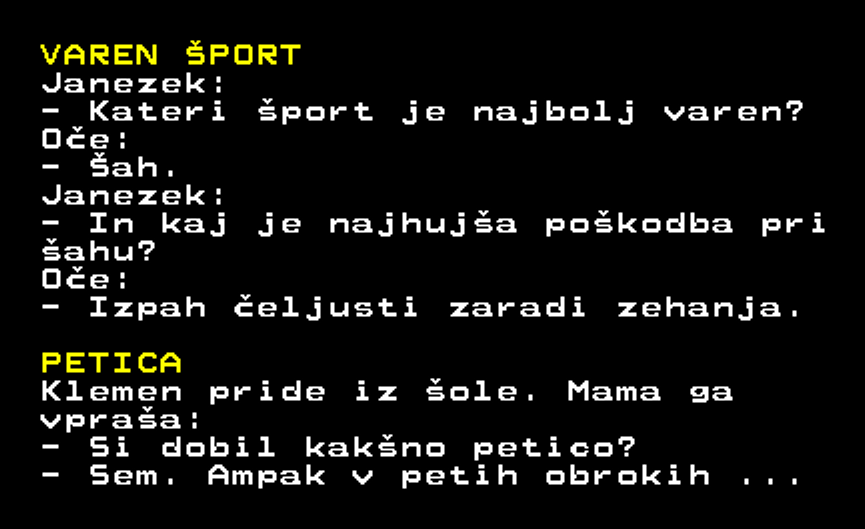 VAREN ŠPORT
Janezek:
- Kateri šport je najbolj varen?
Oče:
- Šah.
Janezek:
- In kaj je najhujša poškodba pri
šahu?
Oče:
- Izpah čeljusti zaradi zehanja.
PETICA
Klemen pride iz šole. Mama ga
vpraša:
- Si dobil kakšno petico?
- Sem. Ampak v petih obrokih ...